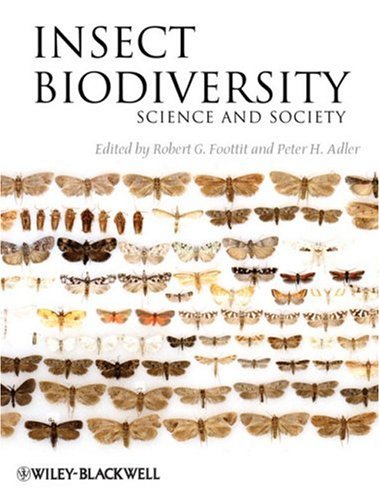 INSECT
BIODIVERSITY
SCIENCE AND SOCIETY
Edited by Robert G. Foottit and Peter H. Adler
WILEY-BLACKWELL